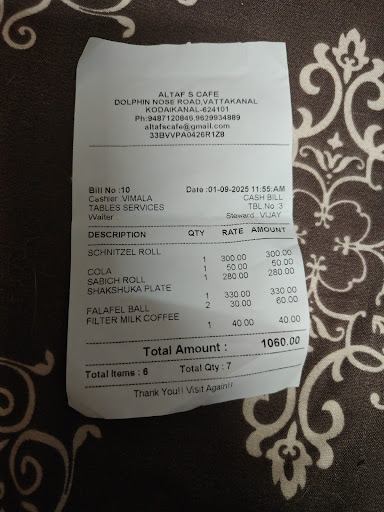 ALTAF S CAFE
DOLPHIN NOSE ROAD,VATTAKANAL
KODAIKANAL-624101
Ph:9487120846,9629934889
altafscafe@gmail.com
33BVVPA0426R1Z8
Bill No :10 Date :01-09-2025 11:55:AM
Cashier :VIMALA CASH BILL
TABLES SERVICES TBL No :3
Waiter Steward :VIJAY
DESCRIPTION QTY RATE AMOUNT
SCHNITZEL ROLL
1 300.00 300.00
COLA 1 50.00 50.00
SABICH ROLL 1 280.00 280.00
SHAKSHUKA PLATE
1 330.00 330.00
FALAFEL BALL 2 30.00 60.00
FILTER MILK COFFEE
1 40.00 40.00
Total Amount : 1060.00
Total Items : 6 Total Qty : 7
Thank You!! Visit Again!!